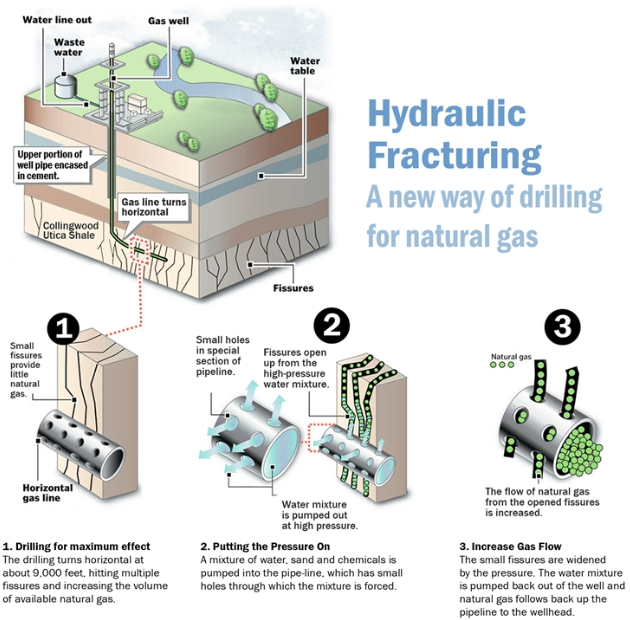 Water line out
Gas well
Waste
water
Water
table
Hydraulic
Fracturing
A new way of drilling
for natural gas
Upper portion of
well pipe encased
in cement.
Gas line turns
horizontal
Collingwood
Utica Shale
Fissures
1
Small
fissures
provide
little
natural
gas.
Horizontal
gas line
2
Small holes
in special
section of
pipeline.
Fissures open
up from the
high-pressure
water mixture.
Water mixture
is pumped out
at high pressure.
3
Natural gas
The flow of natural gas
from the opened fissures
is increased.
1. Drilling for maximum effect
The drilling turns horizontal at
about 9,000 feet, hitting multiple
fissures and increasing the volume
of available natural gas.
2. Putting the Pressure On
A mixture of water, sand and chemicals is
pumped into the pipe-line, which has small
holes through which the mixture is forced.
3. Increase Gas Flow
The small fissures are widened
by the pressure. The water mixture
is pumped back out of the well and
natural gas follows back up the
pipeline to the wellhead.